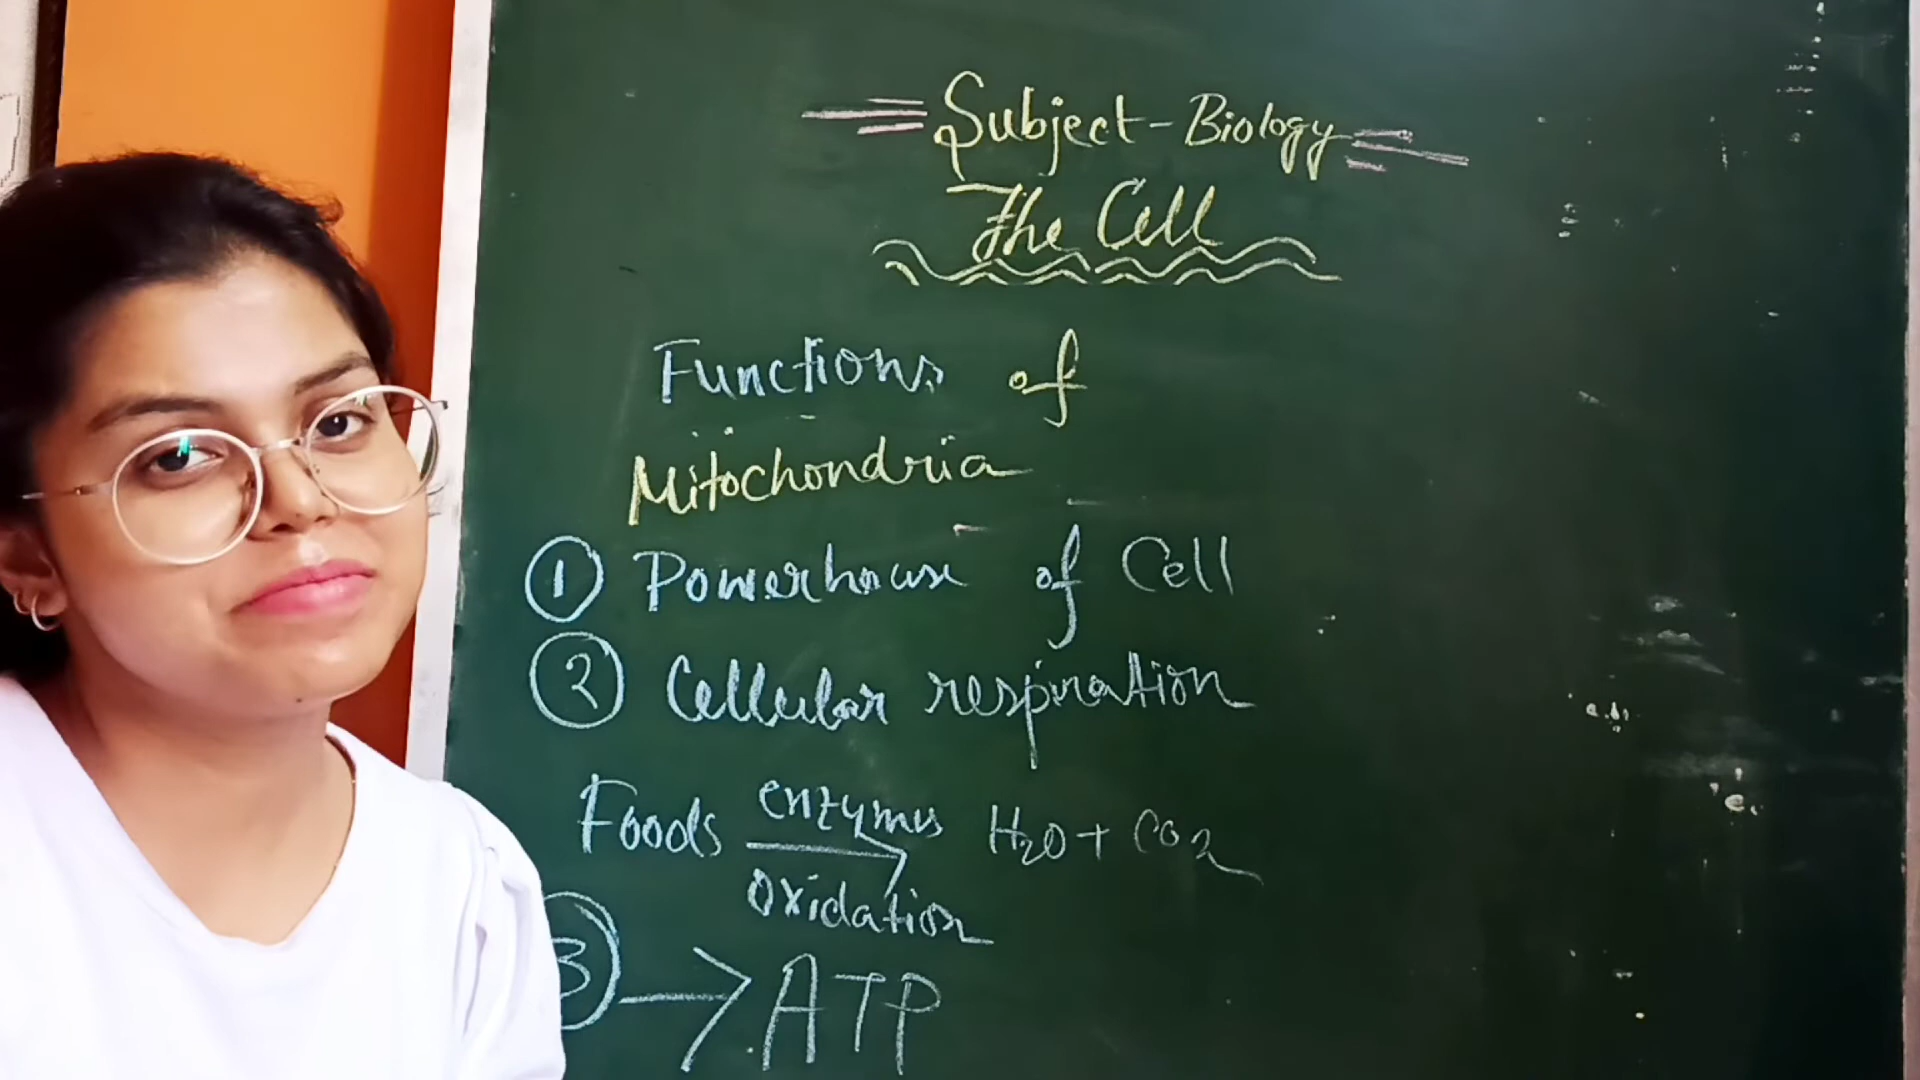 Subject - Biology
The Cell
Functions of
Mitochondria
① Powerhouse of Cell
② Cellular respiration
Foods enzymes H2O + CO2
oxidation
③ → ATP